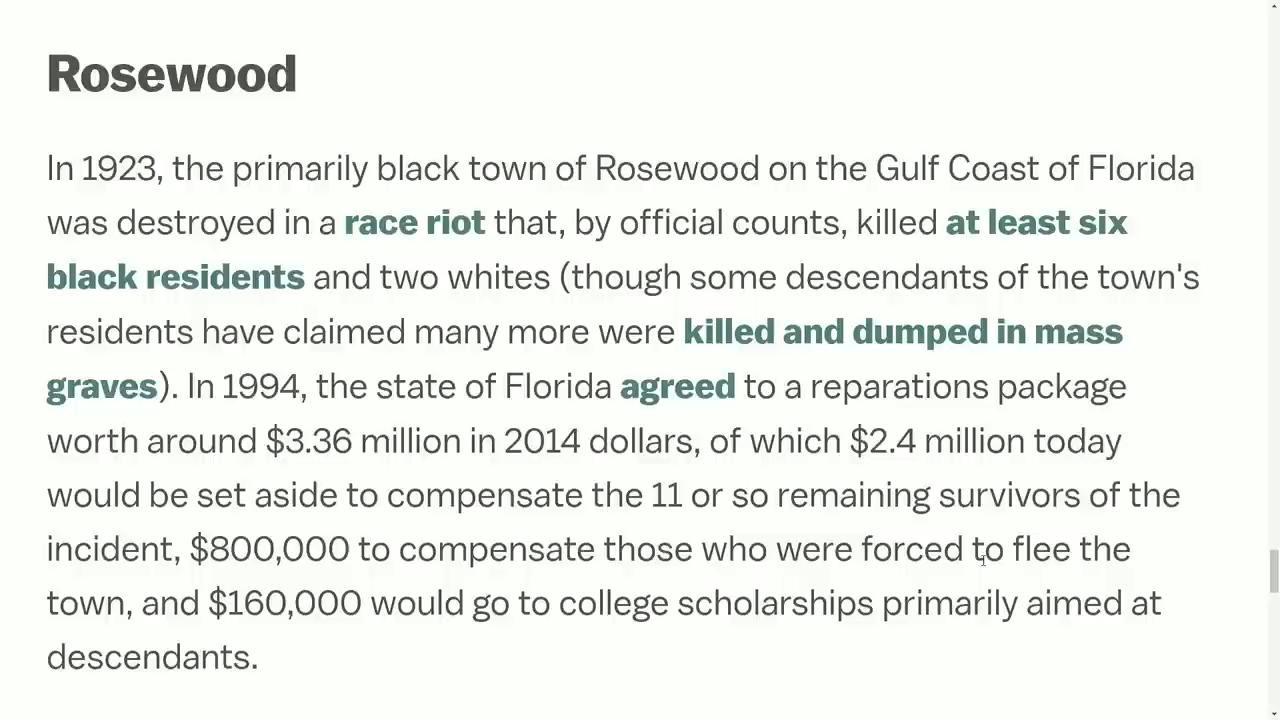 Rosewood
In 1923, the primarily black town of Rosewood on the Gulf Coast of Florida
was destroyed in a race riot that, by official counts, killed at least six
black residents and two whites (though some descendants of the town's
residents have claimed many more were killed and dumped in mass
graves). In 1994, the state of Florida agreed to a reparations package
worth around $3.36 million in 2014 dollars, of which $2.4 million today
would be set aside to compensate the 11 or so remaining survivors of the
incident, $800,000 to compensate those who were forced to flee the
town, and $160,000 would go to college scholarships primarily aimed at
descendants.